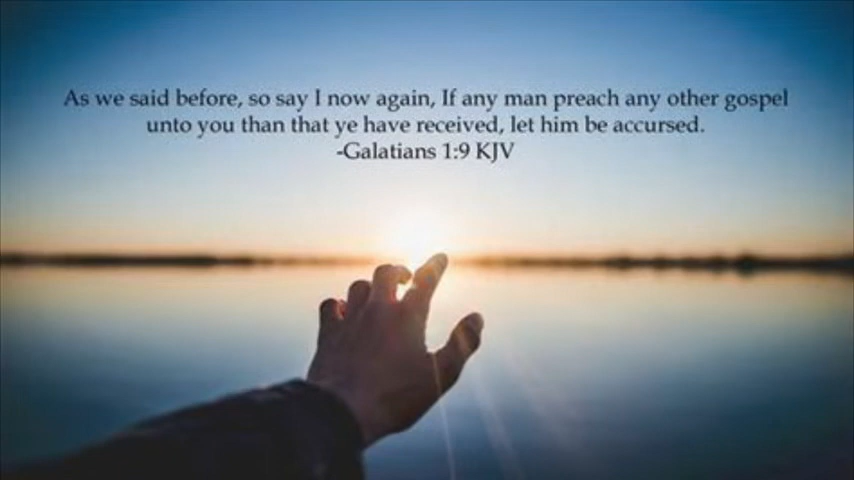 As we said before, so say I now again, If any man preach any other gospel
unto you than that ye have received, let him be accursed.
-Galatians 1:9 KJV